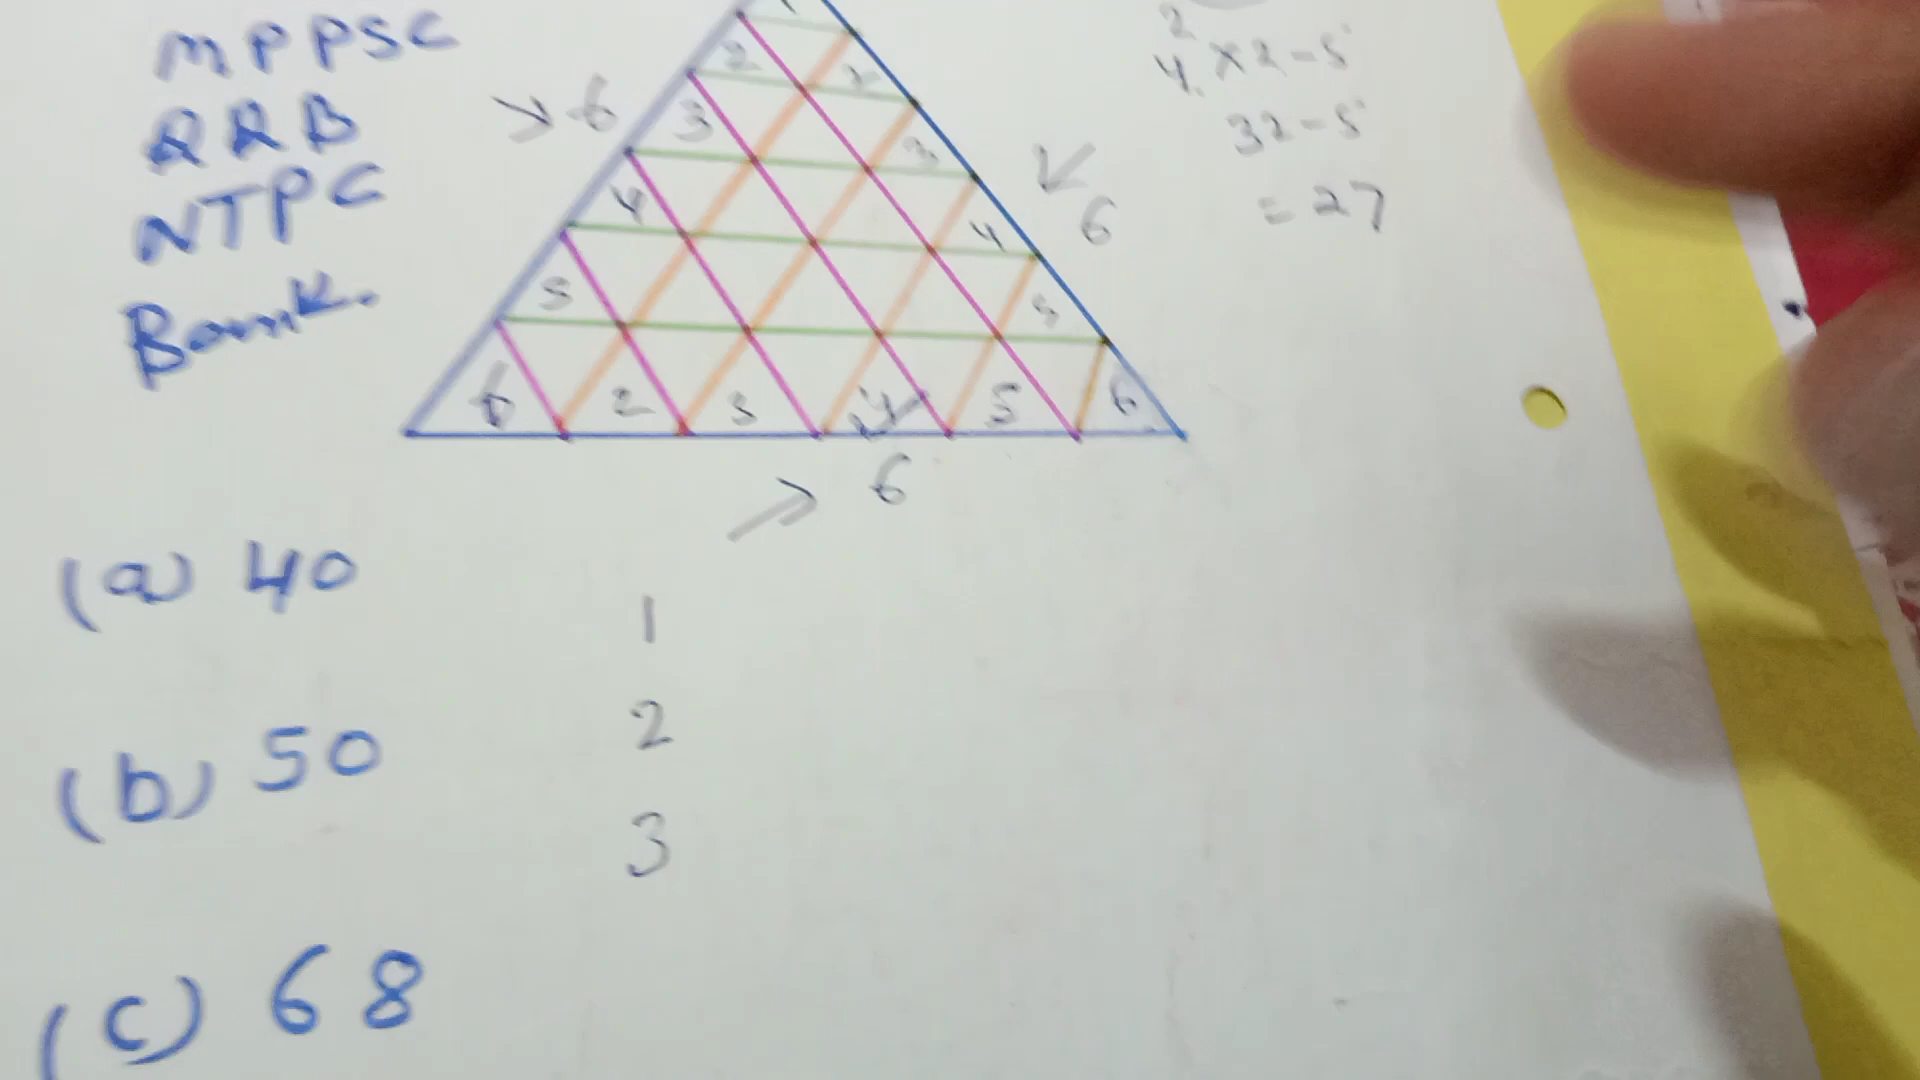 MPPSC
RRB
NTPC
Bank.
2 2
3 3
4 4
5 5
6 2 3 4 5 6
6
6
6
2
4 × 2 - 5
32 - 5
= 27
(a) 40
(b) 50
(c) 68
1
2
3